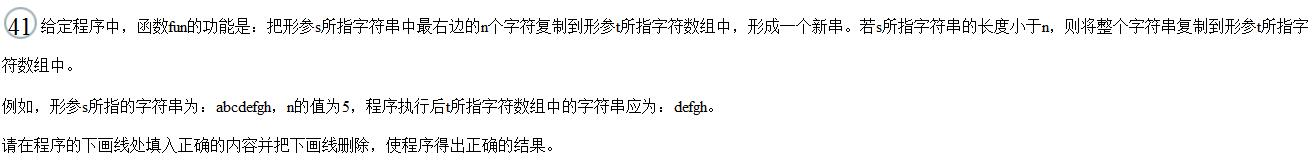 41 给定程序中，函数fun的功能是：把形参s所指字符串中最右边的n个字符复制到形参t所指字符数组中，形成一个新串。若s所指字符串的长度小于n，则将整个字符串复制到形参t所指字
符数组中。
例如，形参s所指的字符串为：abcdefgh，n的值为5，程序执行后t所指字符数组中的字符串应为：defgh。
请在程序的下画线处填入正确的内容并把下画线删除，使程序得出正确的结果。